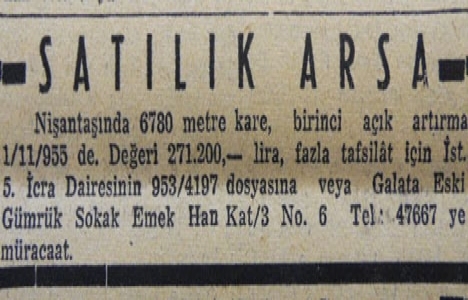 SATILIK ARSA
Nişantaşında 6780 metre kare, birinci açık artırma
1/11/955 de. Değeri 271.200,— lira, fazla tafsilât için İst.
5. İcra Dairesinin 953/4197 dosyasına veya Galata Eski
Gümrük Sokak Emek Han Kat/3 No. 6 Tel: 47667 ye
müracaat.